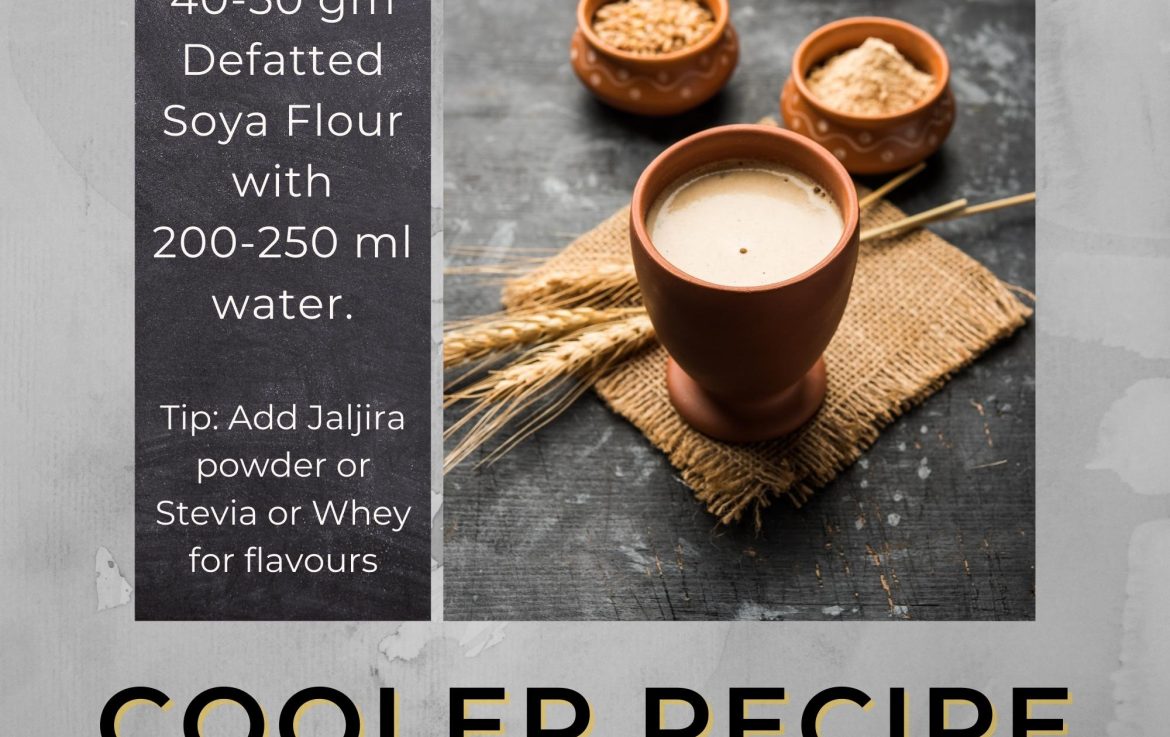 40-50 gm
Defatted
Soya Flour
with
200-250 ml
water.
Tip: Add Jaljira
powder or
Stevia or Whey
for flavours
COOLER RECIPE